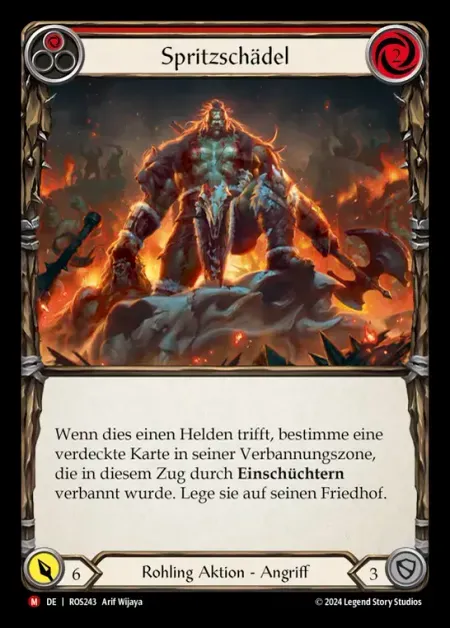 2
Spritzschädel
Wenn dies einen Helden trifft, bestimme eine
verdeckte Karte in seiner Verbannungszone,
die in diesem Zug durch Einschüchtern
verbannt wurde. Lege sie auf seinen Friedhof.
6
Rohling Aktion - Angriff
3
M DE | ROS243 Arif Wijaya
© 2024 Legend Story Studios